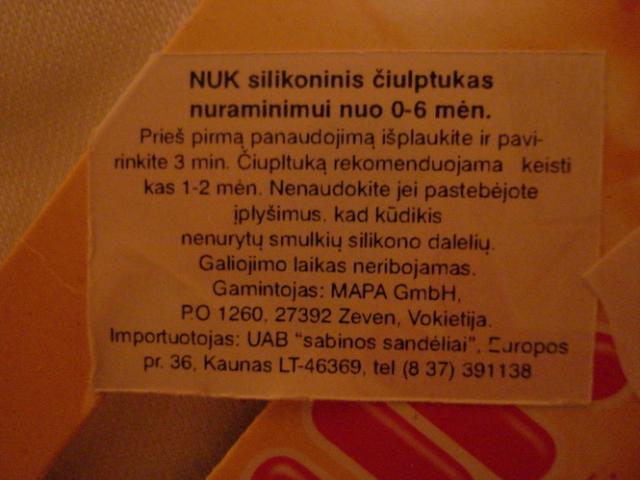 NUK silikoninis čiulptukas
nuraminimui nuo 0-6 mėn.
Prieš pirmą panaudojimą išplaukite ir pavi-
rinkite 3 min. Čiupltuką rekomenduojama keisti
kas 1-2 mėn. Nenaudokite jei pastebėjote
įplyšimus. kad kūdikis
nenurytų smulkių silikono dalelių.
Galiojimo laikas neribojamas.
Gamintojas: MAPA GmbH,
P.O 1260, 27392 Zeven, Vokietija.
Importuotojas: UAB "sabinos sandėliai", Europos
pr. 36, Kaunas LT-46369, tel (8 37) 391138